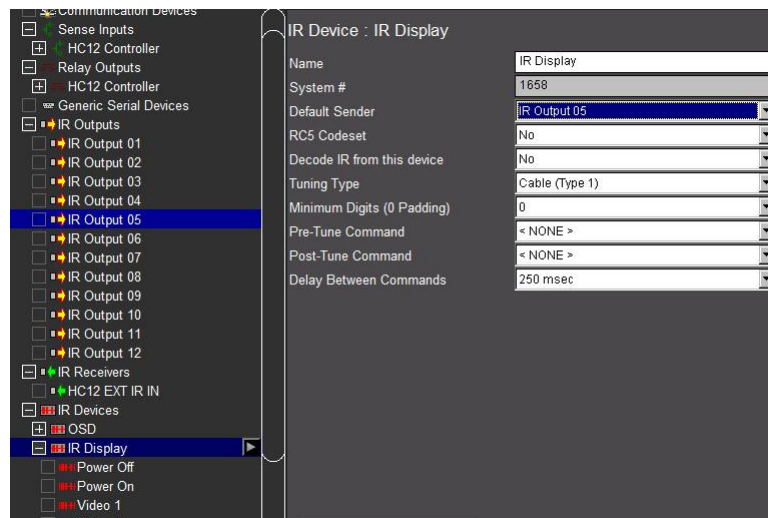 Communication Devices
Sense Inputs
HC12 Controller
Relay Outputs
HC12 Controller
Generic Serial Devices
IR Outputs
IR Output 01
IR Output 02
IR Output 03
IR Output 04
IR Output 05
IR Output 06
IR Output 07
IR Output 08
IR Output 09
IR Output 10
IR Output 11
IR Output 12
IR Receivers
HC12 EXT IR IN
IR Devices
OSD
IR Display
Power Off
Power On
Video 1
IR Device : IR Display
Name IR Display
System # 1658
Default Sender IR Output 05
RC5 Codeset No
Decode IR from this device No
Tuning Type Cable (Type 1)
Minimum Digits (0 Padding) 0
Pre-Tune Command < NONE >
Post-Tune Command < NONE >
Delay Between Commands 250 msec